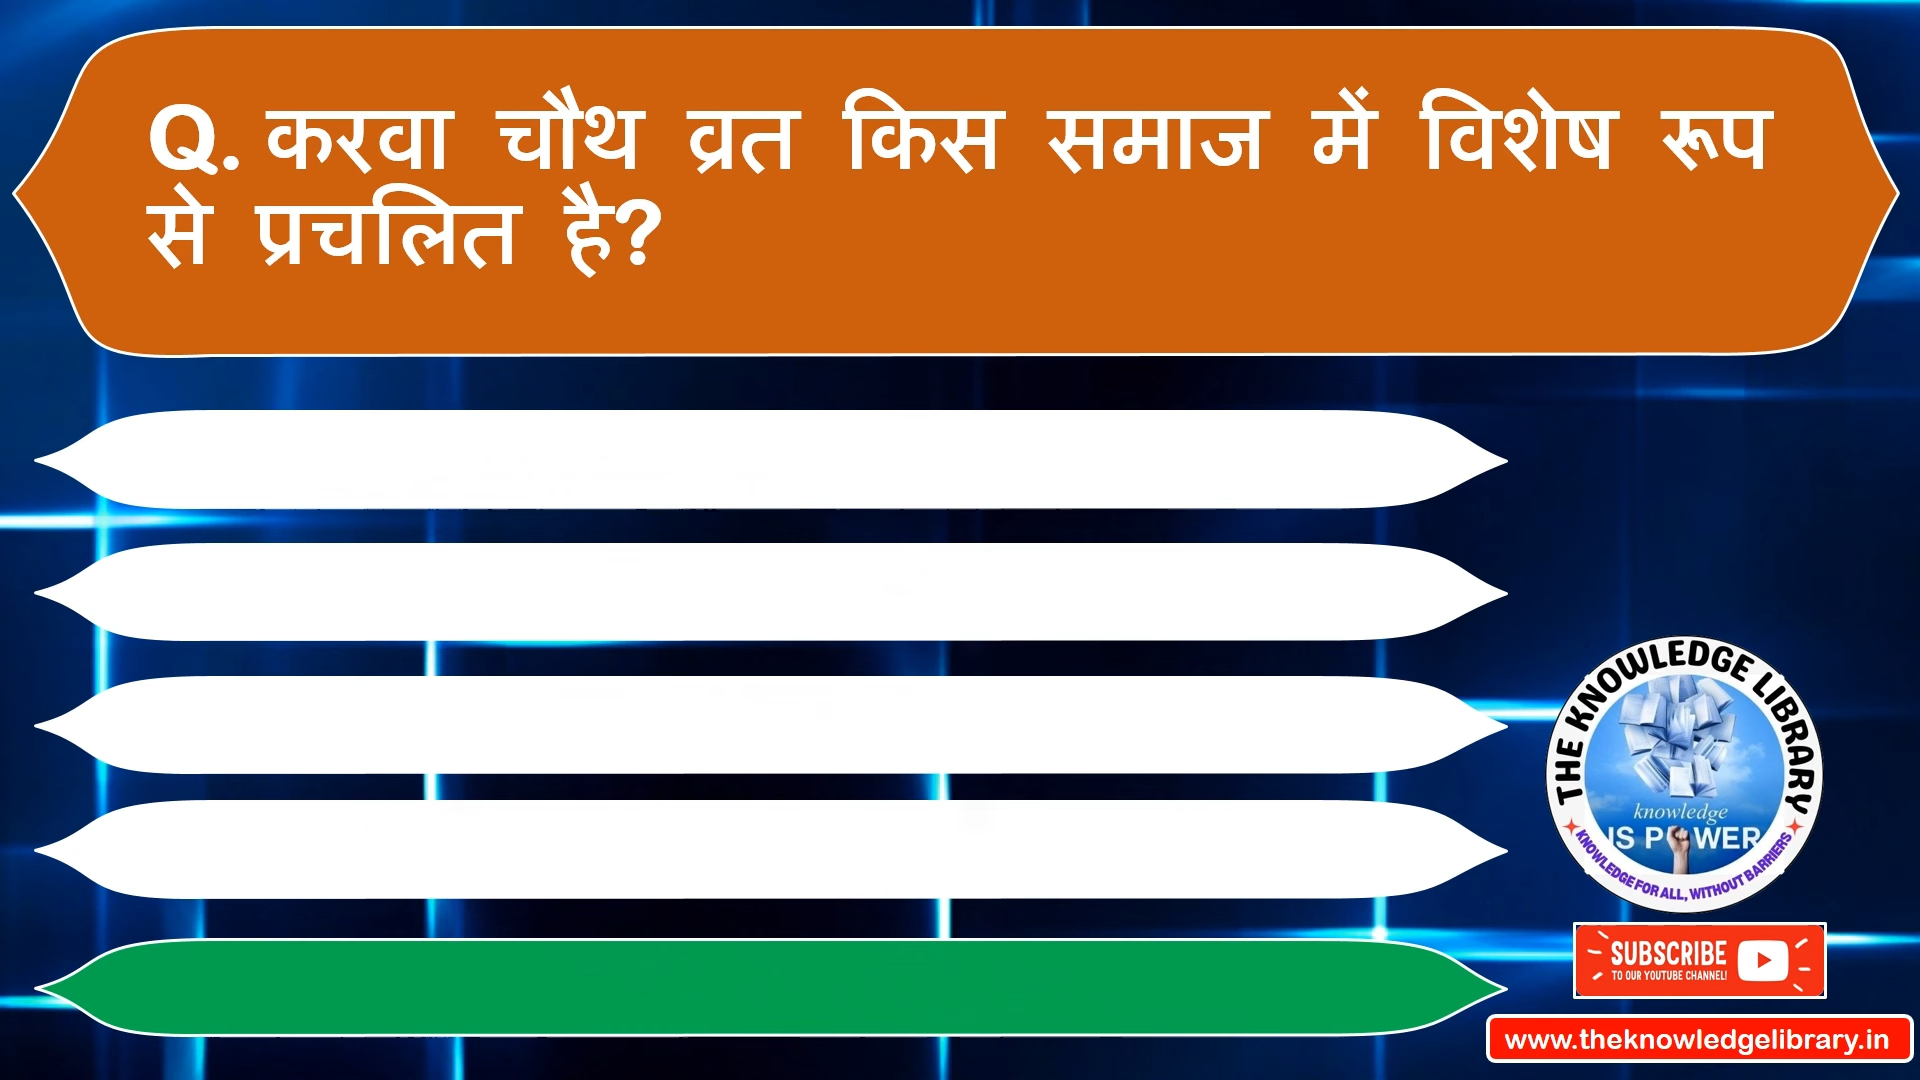 Q. करवा चौथ व्रत किस समाज में विशेष रूप
से प्रचलित है?
THE KNOWLEDGE LIBRARY
knowledge
IS POWER
KNOWLEDGE FOR ALL, WITHOUT BARRIERS
SUBSCRIBE
TO OUR YOUTUBE CHANNEL!
www.theknowledgelibrary.in